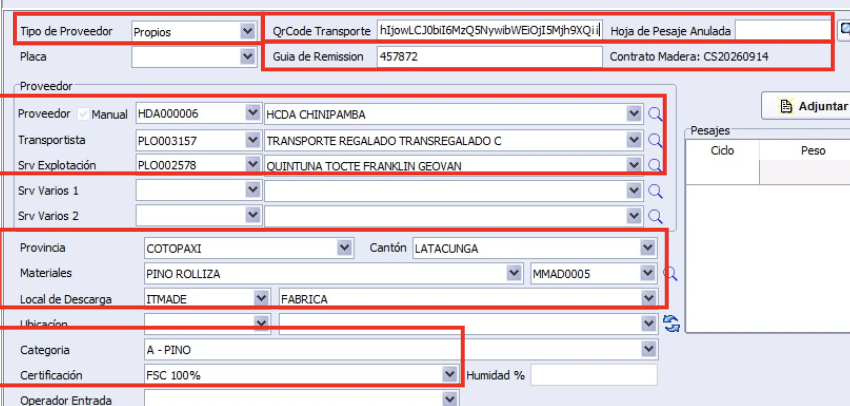 Tipo de Proveedor Propios QrCode Transporte hIjowLCJ0biI6MzQ5NywibWEiOjI5Mjh9XQii Hoja de Pesaje Anulada
Placa Guia de Remission 457872 Contrato Madera: CS20260914
Proveedor
Proveedor Manual HDA000006 HCDA CHINIPAMBA Adjuntar
Transportista PLO003157 TRANSPORTE REGALADO TRANSREGALADO C Pesajes
Srv Explotación PLO002578 QUINTUNA TOCTE FRANKLIN GEOVAN Ciclo Peso
Srv Varios 1
Srv Varios 2
Provincia COTOPAXI Cantón LATACUNGA
Materiales PINO ROLLIZA MMAD0005
Local de Descarga ITMADE FABRICA
Ubicacíon
Categoria A - PINO
Certificación FSC 100% Humidad %
Operador Entrada